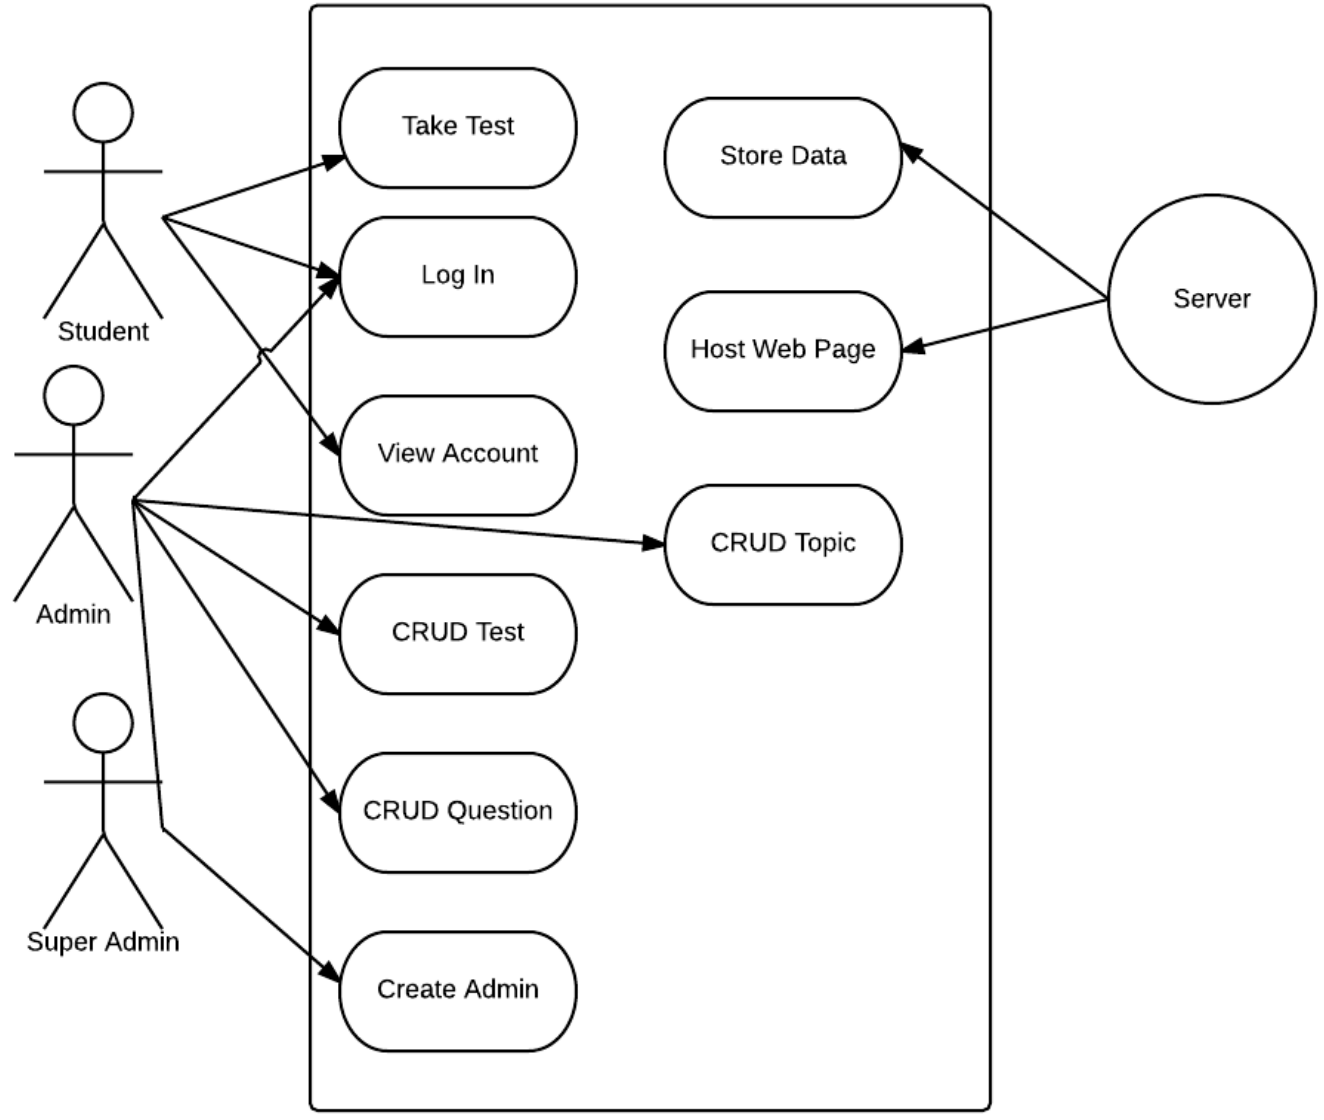 Take Test
Store Data
Log In
Server
Student
Host Web Page
View Account
CRUD Topic
Admin
CRUD Test
CRUD Question
Super Admin
Create Admin